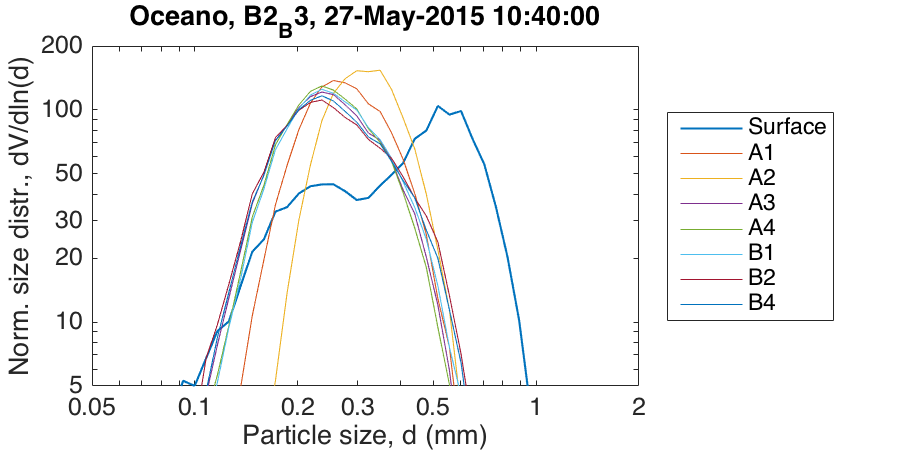 Oceano, B2_B3, 27-May-2015 10:40:00
Norm. size distr., dV/dln(d)
200
100
50
30
20
10
5
0.05 0.1 0.2 0.3 0.5 1 2
Particle size, d (mm)
Surface
A1
A2
A3
A4
B1
B2
B4